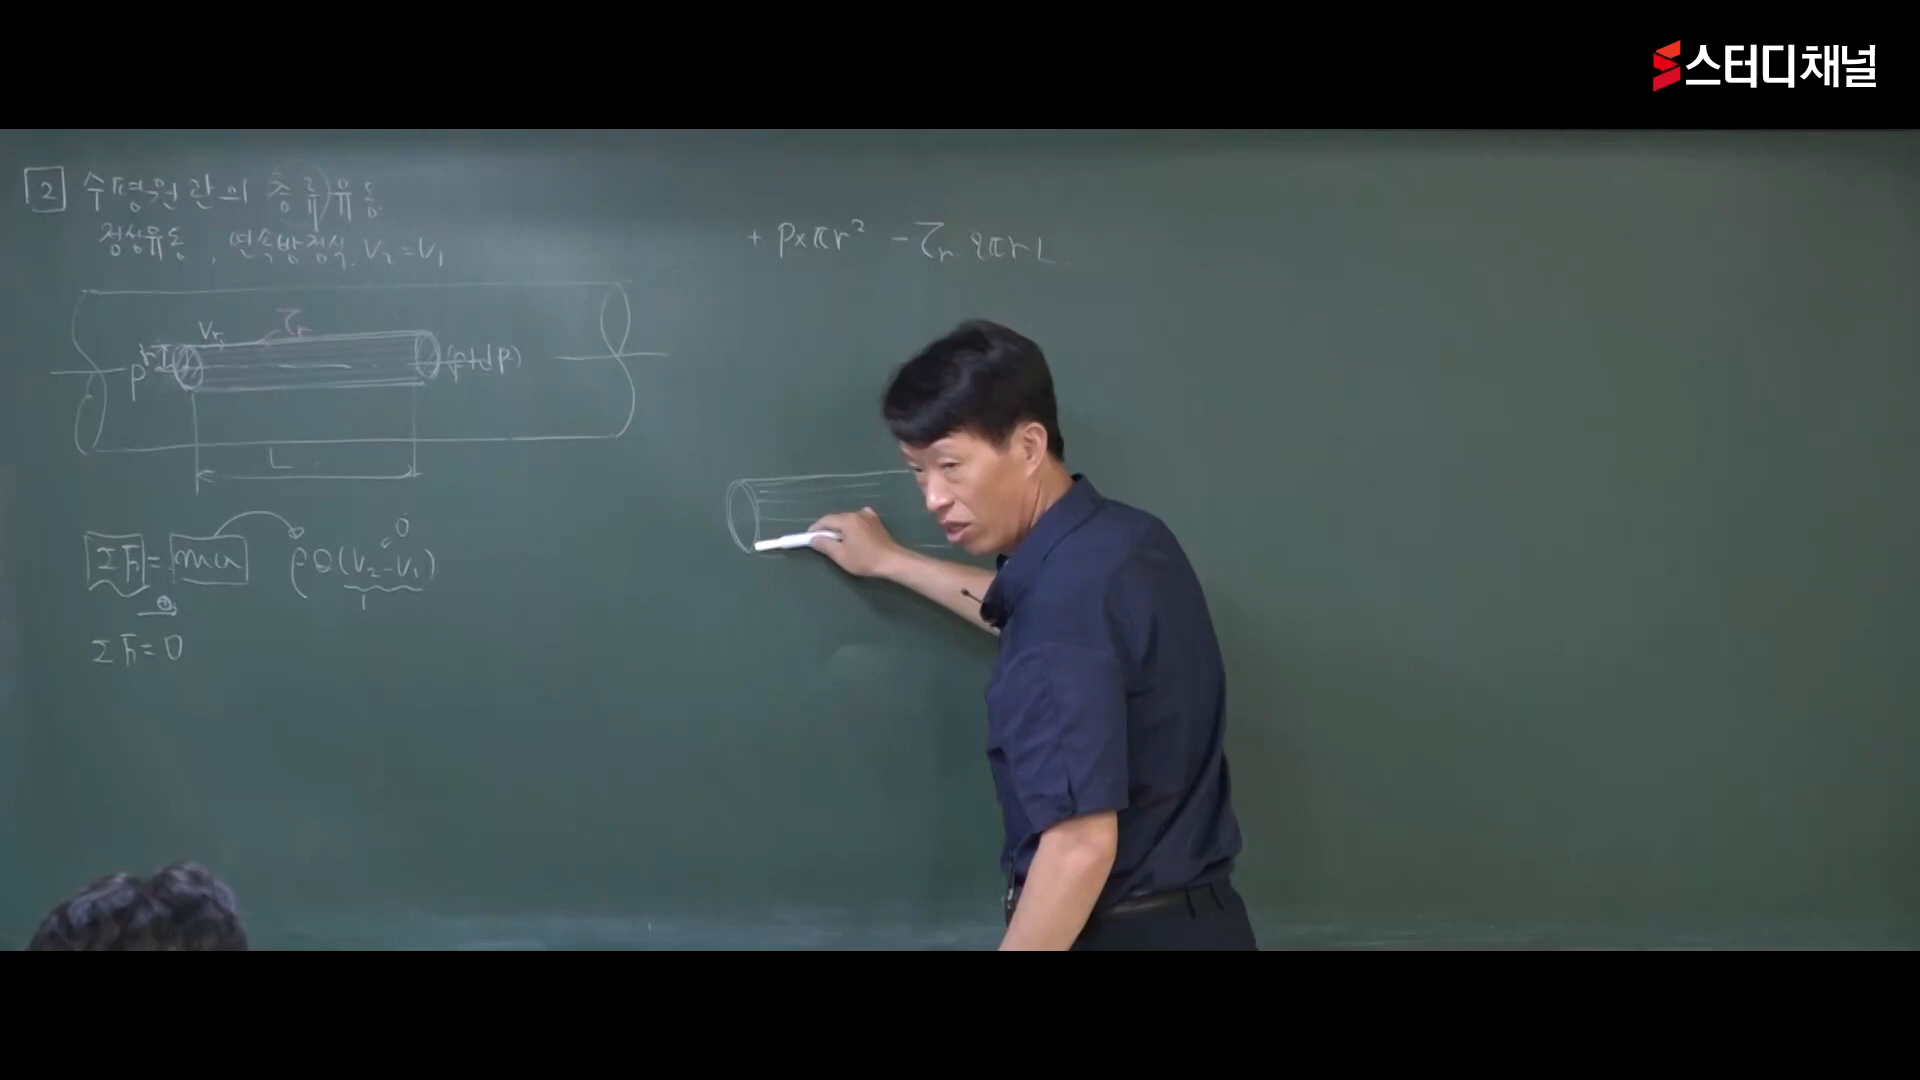 스터디채널
2 수평원관의 층류유동
정상유동, 연속방정식. V₂=V₁
+ P×πr² - τr 2πrL
Vr τr
P r (P+dP)
L
ΣF = ma ρQ(V₂-V₁) 0
⊕
ΣF = 0